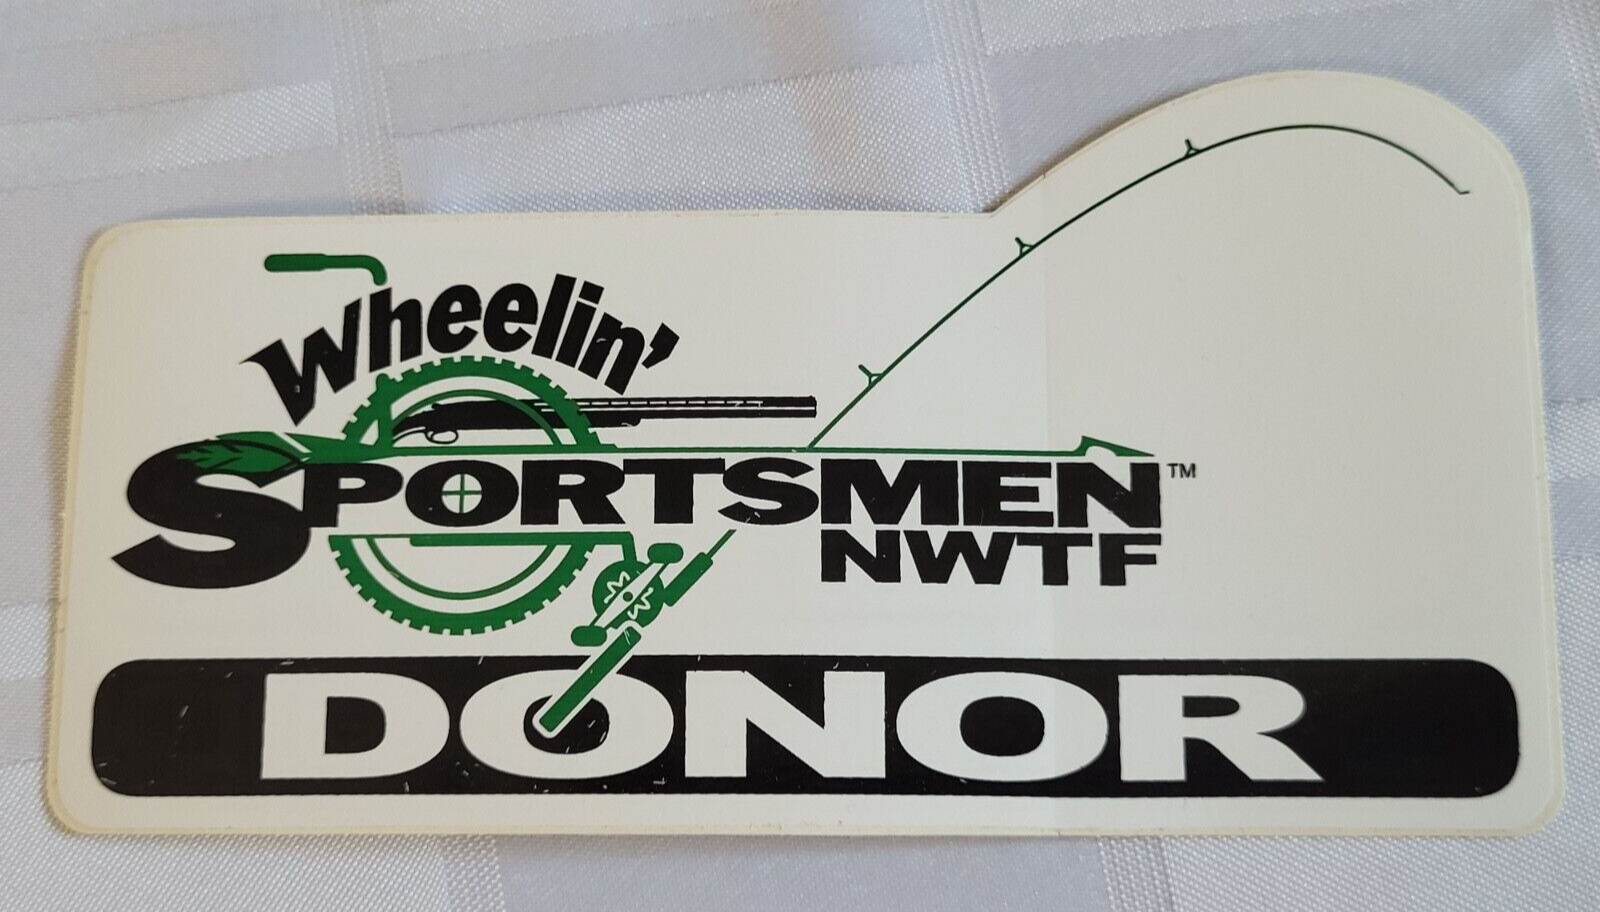 Wheelin'
SPORTSMEN™
NWTF
DONOR